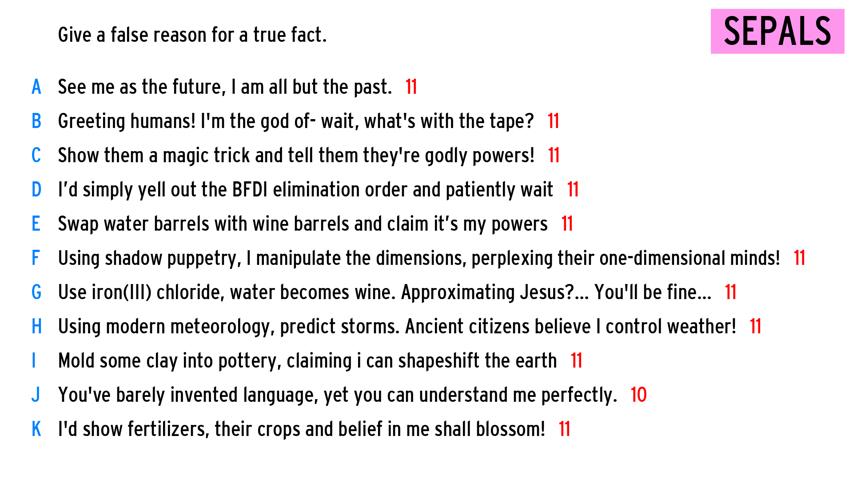 Give a false reason for a true fact.
SEPALS
A See me as the future, I am all but the past. 11
B Greeting humans! I'm the god of- wait, what's with the tape? 11
C Show them a magic trick and tell them they're godly powers! 11
D I’d simply yell out the BFDI elimination order and patiently wait 11
E Swap water barrels with wine barrels and claim it’s my powers 11
F Using shadow puppetry, I manipulate the dimensions, perplexing their one-dimensional minds! 11
G Use iron(III) chloride, water becomes wine. Approximating Jesus?... You'll be fine... 11
H Using modern meteorology, predict storms. Ancient citizens believe I control weather! 11
I Mold some clay into pottery, claiming i can shapeshift the earth 11
J You've barely invented language, yet you can understand me perfectly. 10
K I'd show fertilizers, their crops and belief in me shall blossom! 11